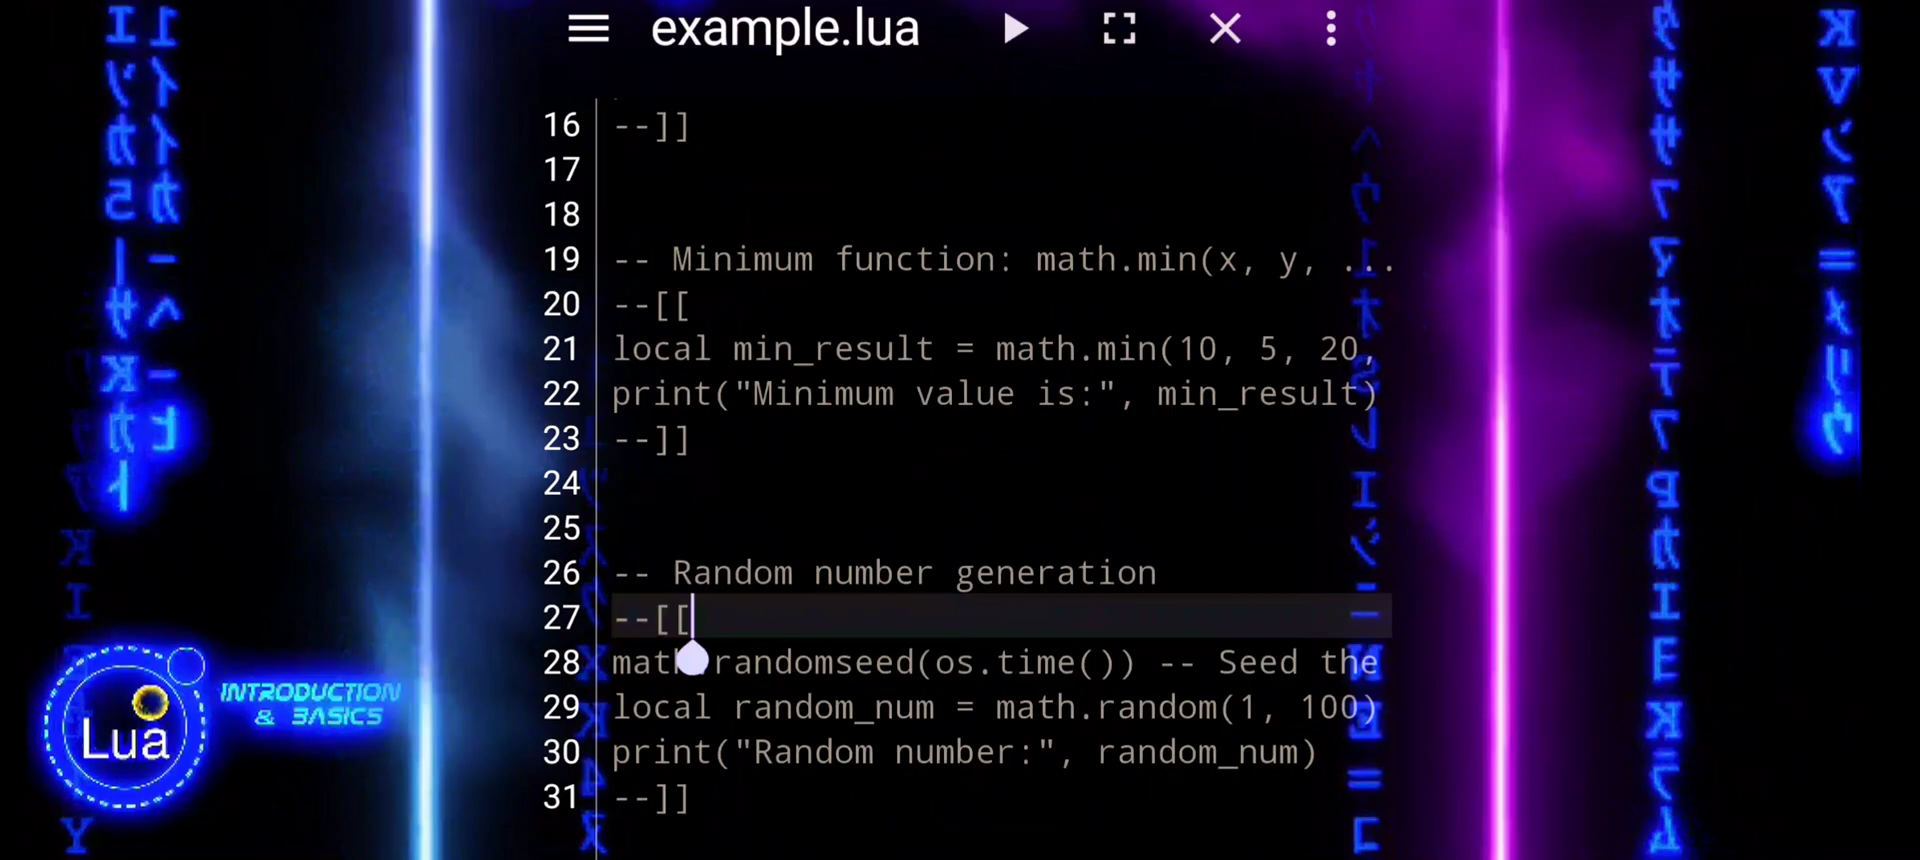 example.lua
16 --]]
17
18
19 -- Minimum function: math.min(x, y, ...
20 --[[
21 local min_result = math.min(10, 5, 20,
22 print("Minimum value is:", min_result)
23 --]]
24
25
26 -- Random number generation
27 --[[
28 math.randomseed(os.time()) -- Seed the
29 local random_num = math.random(1, 100)
30 print("Random number:", random_num)
31 --]]
Lua
INTRODUCTION
& BASICS